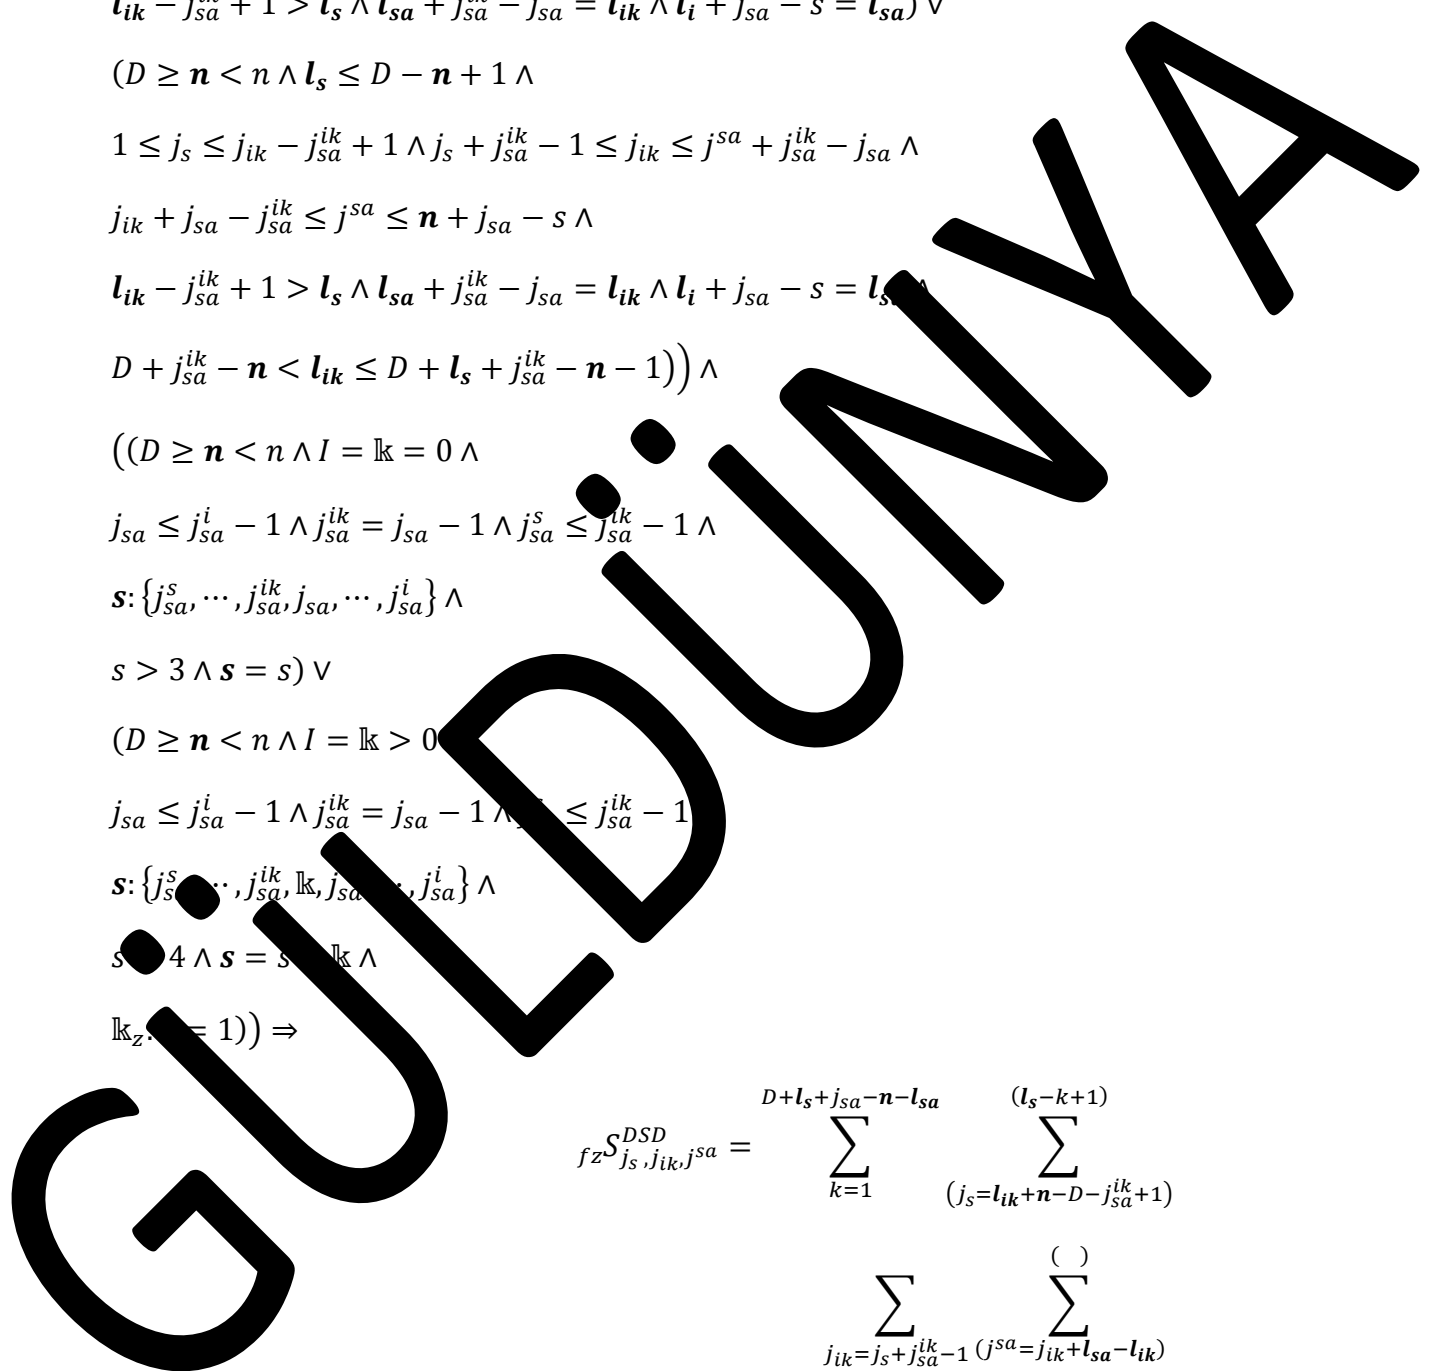 l_ik − j_sa^ik + 1 > l_s ∧ l_sa + j_sa^ik − j_sa = l_ik ∧ l_i + j_sa − s = l_sa) ∨
(D ≥ n < n ∧ l_s ≤ D − n + 1 ∧
1 ≤ j_s ≤ j_ik − j_sa^ik + 1 ∧ j_s + j_sa^ik − 1 ≤ j_ik ≤ j^sa + j_sa^ik − j_sa ∧
j_ik + j_sa − j_sa^ik ≤ j^sa ≤ n + j_sa − s ∧
l_ik − j_sa^ik + 1 > l_s ∧ l_sa + j_sa^ik − j_sa = l_ik ∧ l_i + j_sa − s =
D + j_sa^ik − n < l_ik ≤ D + l_s + j_sa^ik − n − 1)) ∧
((D ≥ n < n ∧ I = 𝕜 = 0 ∧
j_sa ≤ j_sa^i − 1 ∧ j_sa^ik = j_sa − 1 ∧ j_sa^s ≤ j_sa^ik − 1 ∧
s: {j_sa^s, ⋯ , j_sa^ik, j_sa, ⋯ , j_sa^i} ∧
s > 3 ∧ s = s) ∨
(D ≥ n < n ∧ I = 𝕜 > 0
j_sa ≤ j_sa^i − 1 ∧ j_sa^ik = j_sa − 1 ∧ ≤ j_sa^ik − 1
s: { , j_sa^ik, 𝕜, j_sa , j_sa^i} ∧
s 4 ∧ s = s 𝕜 ∧
𝕜_z: = 1)) ⇒
_fz S_{j_s, j_ik, j^sa}^{DSD} = ∑_{k=1}^{D+l_s+j_sa−n−l_sa} ∑_{(j_s=l_ik+n−D−j_sa^ik+1)}^{(l_s−k+1)}
∑_{j_ik=j_s+j_sa^ik−1} ∑_{(j^sa=j_ik+l_sa−l_ik)}^{( )}
GÜLDÜNYA